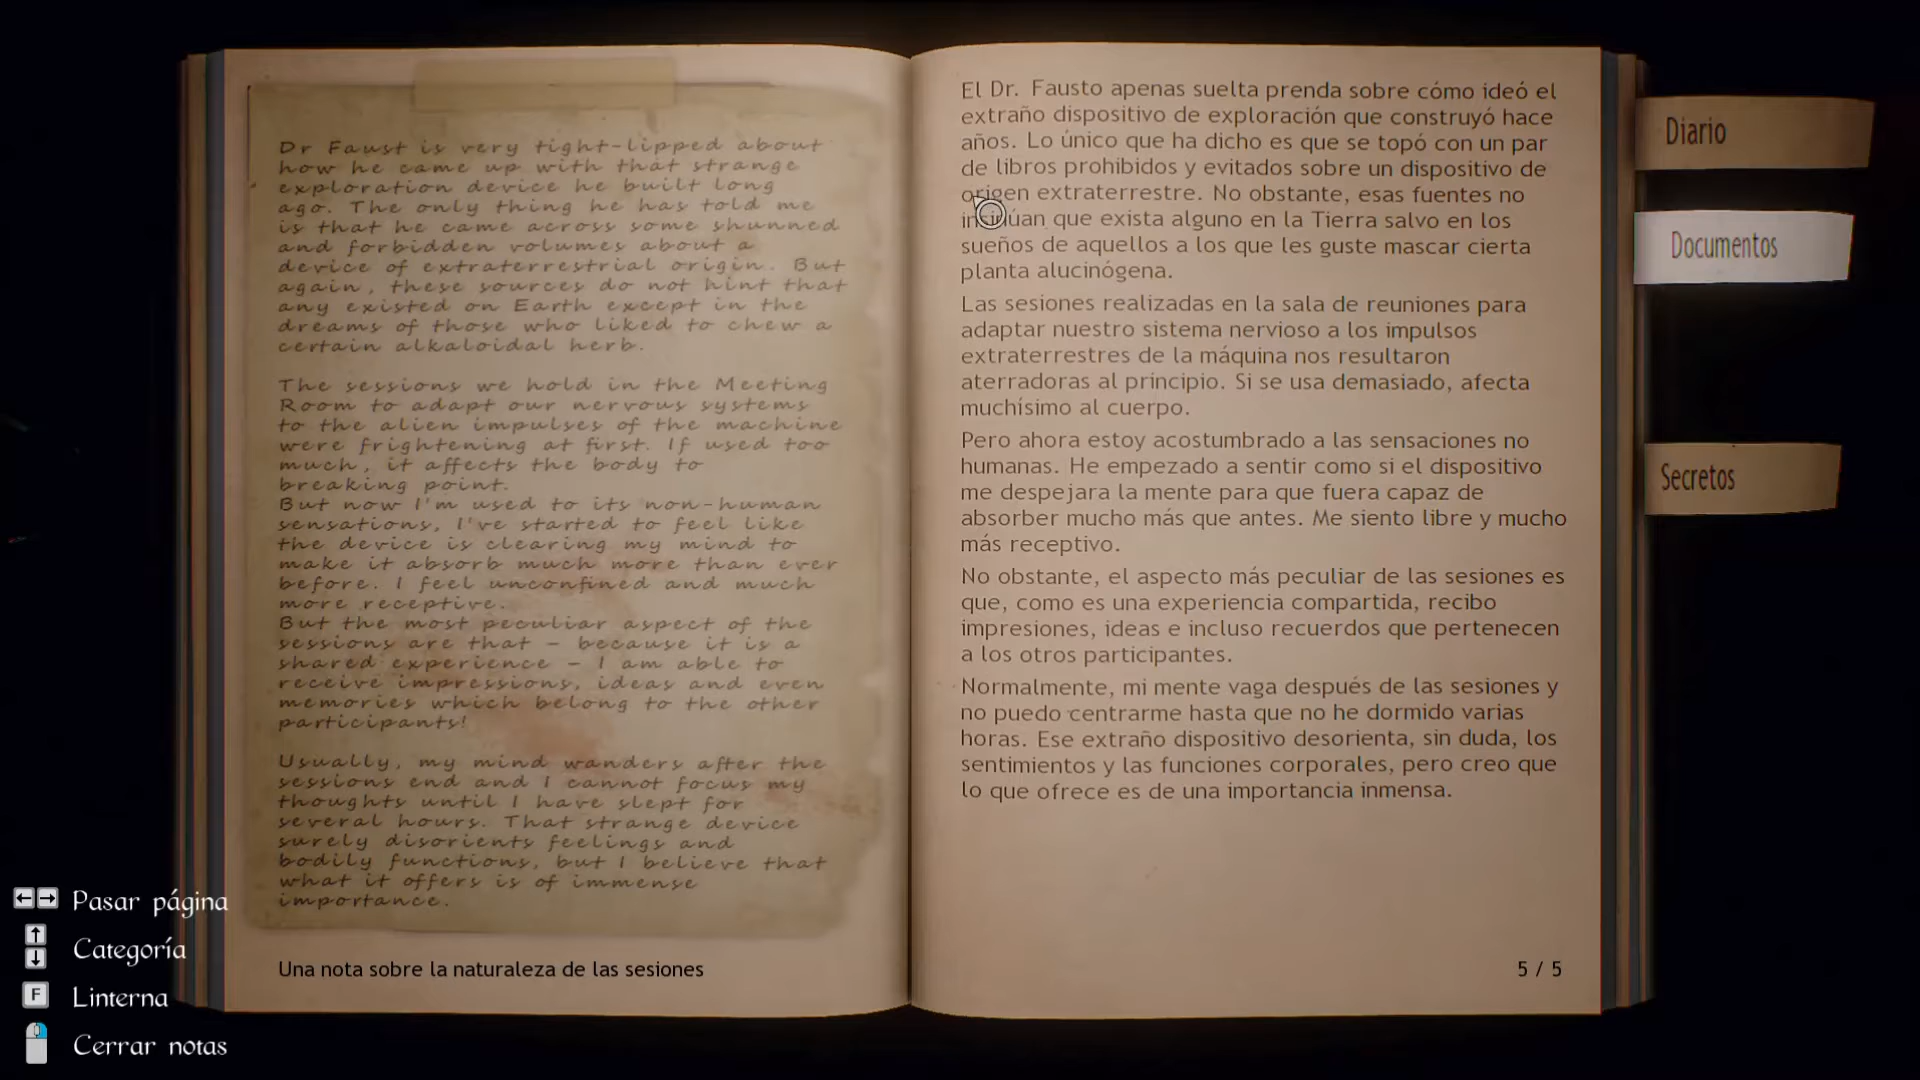 Dr Faust is very tight-lipped about
how he came up with that strange
exploration device he built long
ago. The only thing he has told me
is that he came across some shunned
and forbidden volumes about a
device of extraterrestrial origin. But
again, these sources do not hint that
any existed on Earth except in the
dreams of those who liked to chew a
certain alkaloidal herb.
The sessions we hold in the Meeting
Room to adapt our nervous systems
to the alien impulses of the machine
were frightening at first. If used too
much, it affects the body to
breaking point.
But now I'm used to its non-human
sensations, I've started to feel like
the device is clearing my mind to
make it absorb much more than ever
before. I feel unconfined and much
more receptive.
But the most peculiar aspect of the
sessions are that - because it is a
shared experience - I am able to
receive impressions, ideas and even
memories which belong to the other
participants!
Usually, my mind wanders after the
sessions end and I cannot focus my
thoughts until I have slept for
several hours. That strange device
surely disorients feelings and
bodily functions, but I believe that
what it offers is of immense
importance.
Una nota sobre la naturaleza de las sesiones
El Dr. Fausto apenas suelta prenda sobre cómo ideó el
extraño dispositivo de exploración que construyó hace
años. Lo único que ha dicho es que se topó con un par
de libros prohibidos y evitados sobre un dispositivo de
origen extraterrestre. No obstante, esas fuentes no
insinúan que exista alguno en la Tierra salvo en los
sueños de aquellos a los que les guste mascar cierta
planta alucinógena.
Las sesiones realizadas en la sala de reuniones para
adaptar nuestro sistema nervioso a los impulsos
extraterrestres de la máquina nos resultaron
aterradoras al principio. Si se usa demasiado, afecta
muchísimo al cuerpo.
Pero ahora estoy acostumbrado a las sensaciones no
humanas. He empezado a sentir como si el dispositivo
me despejara la mente para que fuera capaz de
absorber mucho más que antes. Me siento libre y mucho
más receptivo.
No obstante, el aspecto más peculiar de las sesiones es
que, como es una experiencia compartida, recibo
impresiones, ideas e incluso recuerdos que pertenecen
a los otros participantes.
Normalmente, mi mente vaga después de las sesiones y
no puedo centrarme hasta que no he dormido varias
horas. Ese extraño dispositivo desorienta, sin duda, los
sentimientos y las funciones corporales, pero creo que
lo que ofrece es de una importancia inmensa.
5 / 5
Diario
Documentos
Secretos
Pasar página
Categoría
F Linterna
Cerrar notas